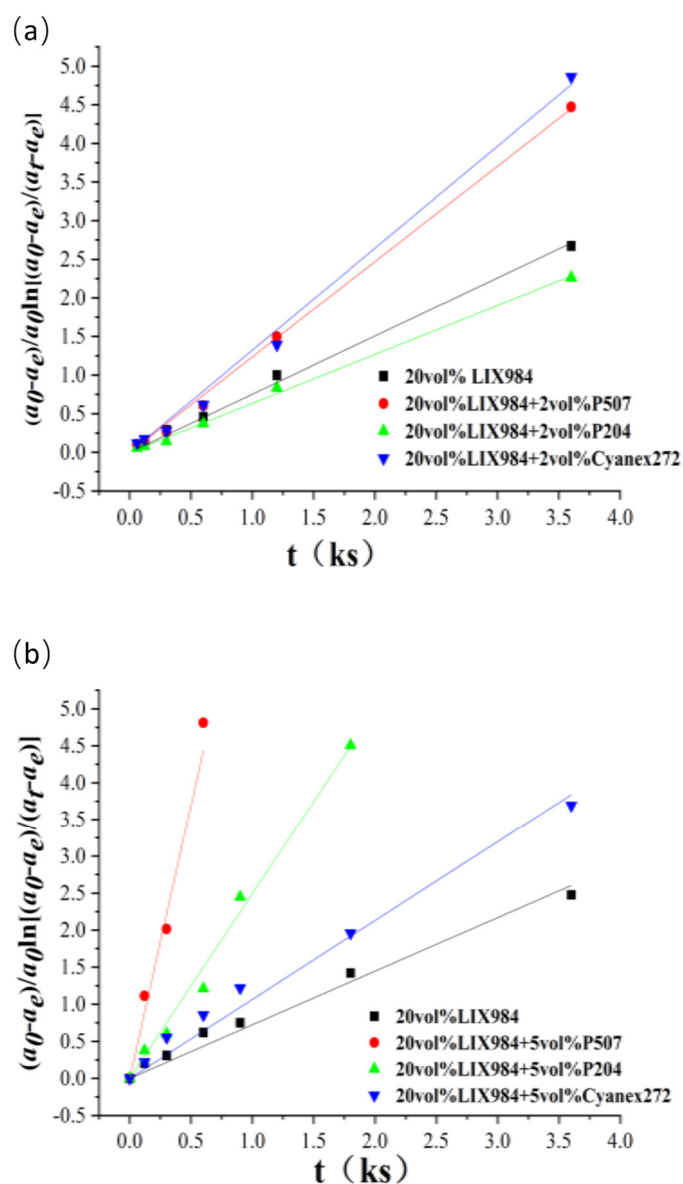 (a)
5.0
4.5
4.0
3.5
3.0
2.5
2.0
1.5
1.0
0.5
0.0
-0.5
(a0-ae)/a0ln[(a0-ae)/(at-ae)]
20vol% LIX984
20vol%LIX984+2vol%P507
20vol%LIX984+2vol%P204
20vol%LIX984+2vol%Cyanex272
0.0 0.5 1.0 1.5 2.0 2.5 3.0 3.5 4.0
t（ks）
(b)
5.0
4.5
4.0
3.5
3.0
2.5
2.0
1.5
1.0
0.5
0.0
-0.5
(a0-ae)/a0ln[(a0-ae)/(at-ae)]
20vol%LIX984
20vol%LIX984+5vol%P507
20vol%LIX984+5vol%P204
20vol%LIX984+5vol%Cyanex272
0.0 0.5 1.0 1.5 2.0 2.5 3.0 3.5 4.0
t（ks）